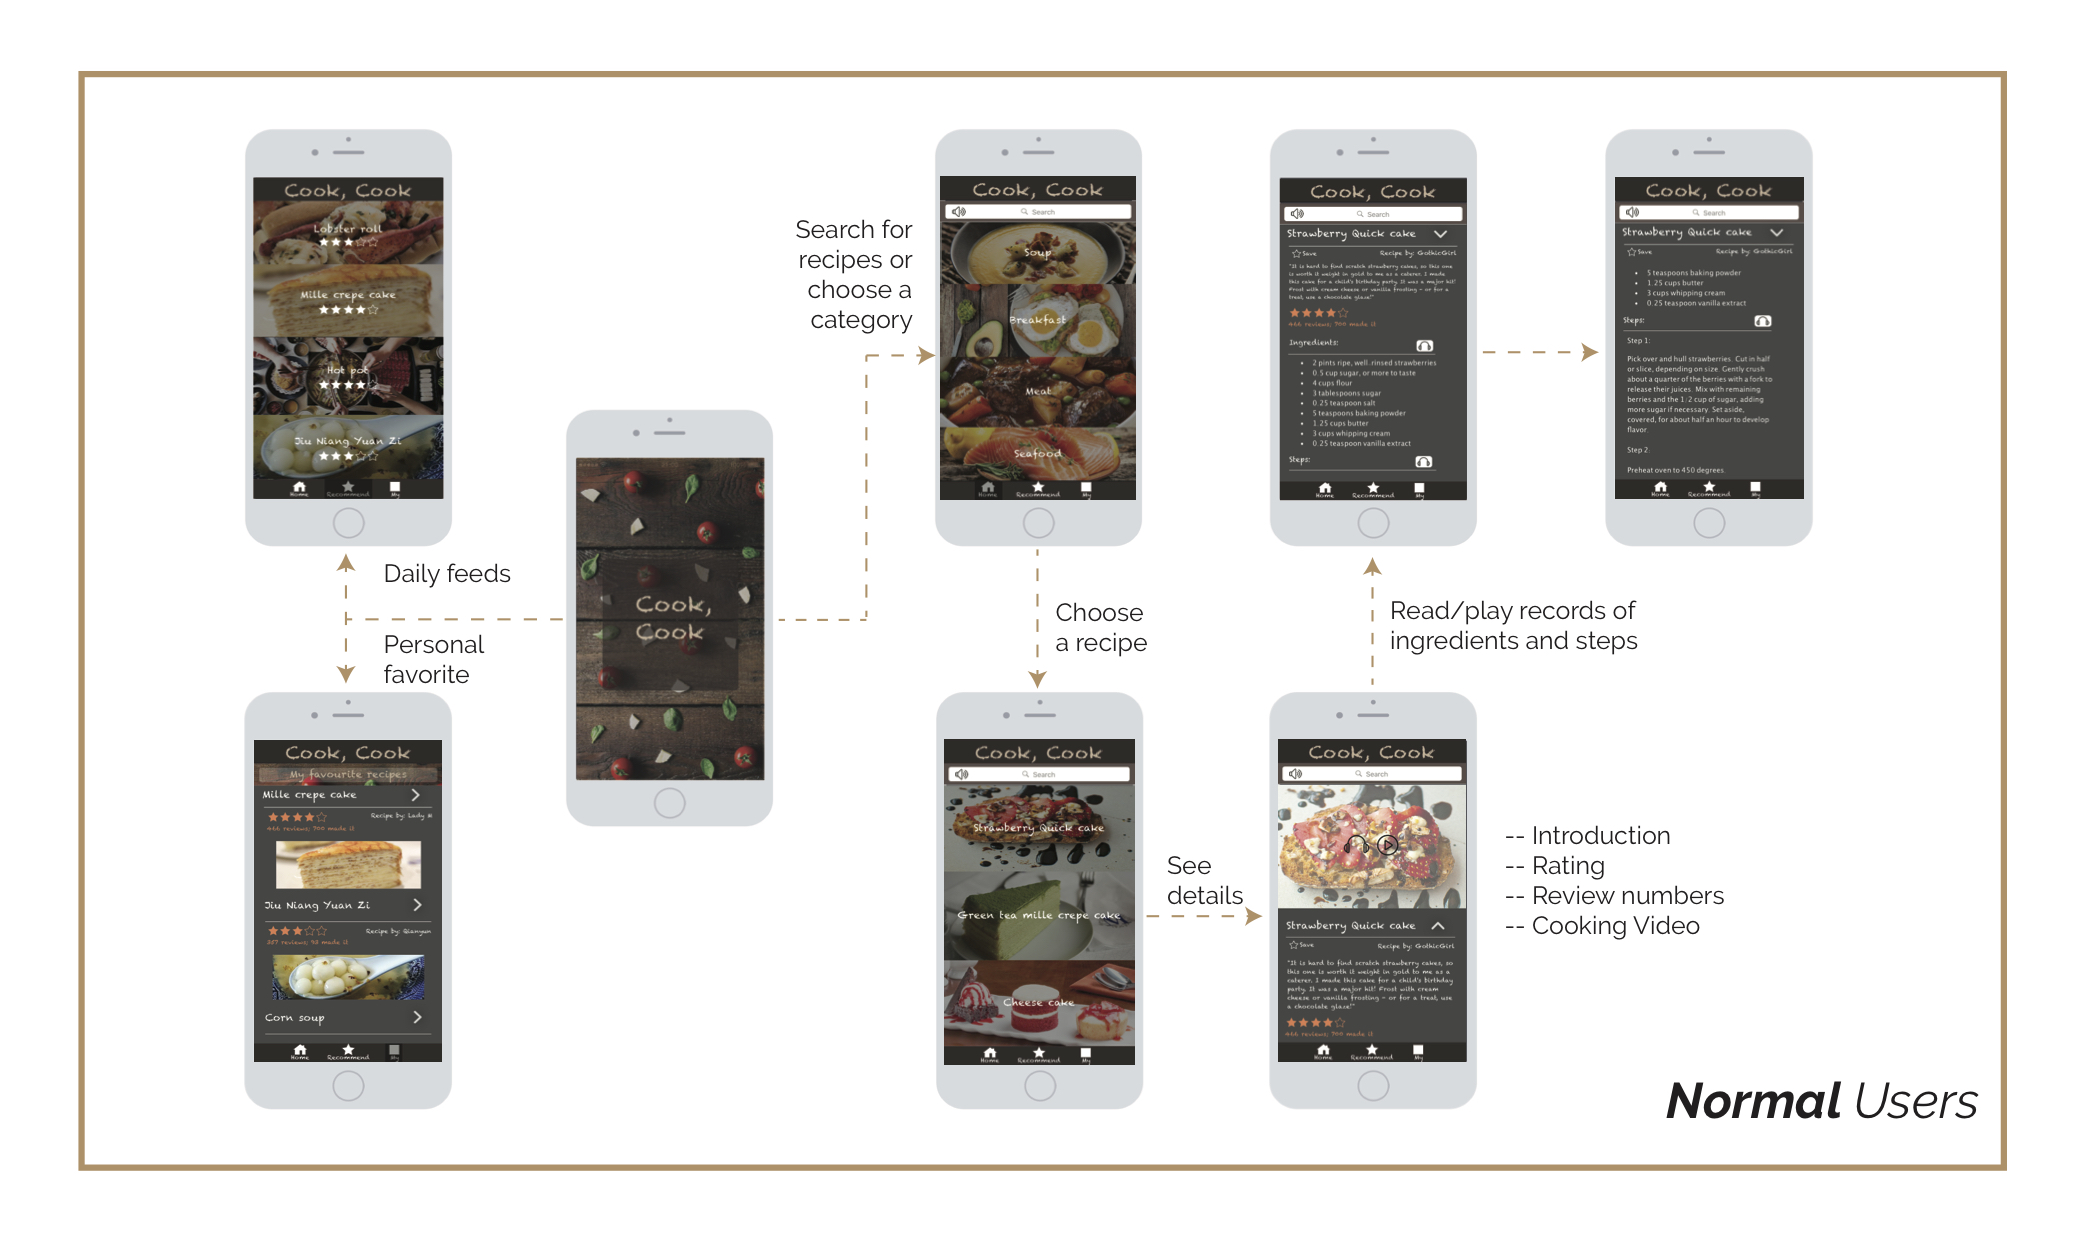 Cook, Cook
Lobster roll
Mille crepe cake
Hot pot
Jiu Niang Yuan Zi
Home
Recommend
My
Daily feeds
Personal
favorite
Cook, Cook
My favourite recipes
Mille crepe cake
Recipe by: Lady M
466 reviews; 700 made it
Jiu Niang Yuan Zi
Recipe by: Qianyun
257 reviews; 98 made it
Corn soup
Home
Recommend
My
Cook,
Cook
Search for
recipes or
choose a
category
Cook, Cook
Search
Soup
Breakfast
Meat
Seafood
Home
Recommend
My
Choose
a recipe
Cook, Cook
Search
Strawberry Quick cake
Green tea mille crepe cake
Cheese cake
Home
Recommend
My
See
details
Cook, Cook
Search
Strawberry Quick cake
Save
Recipe by: GothicGirl
"It is hard to find scratch strawberry cakes, so
this one is worth it weight in gold to me as a
caterer. I made this cake for a child's birthday
party. It was a major hit! Frost with cream
cheese or vanilla frosting - or for a treat, use
a chocolate glaze!"
466 reviews; 700 made it
Home
Recommend
My
-- Introduction
-- Rating
-- Review numbers
-- Cooking Video
Read/play records of
ingredients and steps
Cook, Cook
Search
Strawberry Quick cake
Save
Recipe by: GothicGirl
"It is hard to find scratch strawberry cakes, so this one
is worth it weight in gold to me as a caterer. I made
this cake for a child's birthday party. It was a major hit!
Frost with cream cheese or vanilla frosting - or for a
treat, use a chocolate glaze!"
466 reviews; 700 made it
Ingredients:
• 2 pints ripe, well-rinsed strawberries
• 0.5 cup sugar, or more to taste
• 4 cups flour
• 3 tablespoons sugar
• 0.25 teaspoon salt
• 5 teaspoons baking powder
• 1.25 cups butter
• 3 cups whipping cream
• 0.25 teaspoon vanilla extract
Steps:
Home
Recommend
My
Cook, Cook
Search
Strawberry Quick cake
Save
Recipe by: GothicGirl
• 5 teaspoons baking powder
• 1.25 cups butter
• 3 cups whipping cream
• 0.25 teaspoon vanilla extract
Steps:
Step 1:
Pick over and hull strawberries. Cut in half
or slice, depending on size. Gently crush
about a quarter of the berries with a fork to
release their juices. Mix with remaining
berries and the 1/2 cup of sugar, adding
more sugar if necessary. Set aside,
covered, for about half an hour to develop
flavor.
Step 2:
Preheat oven to 450 degrees.
Home
Recommend
My
Normal Users